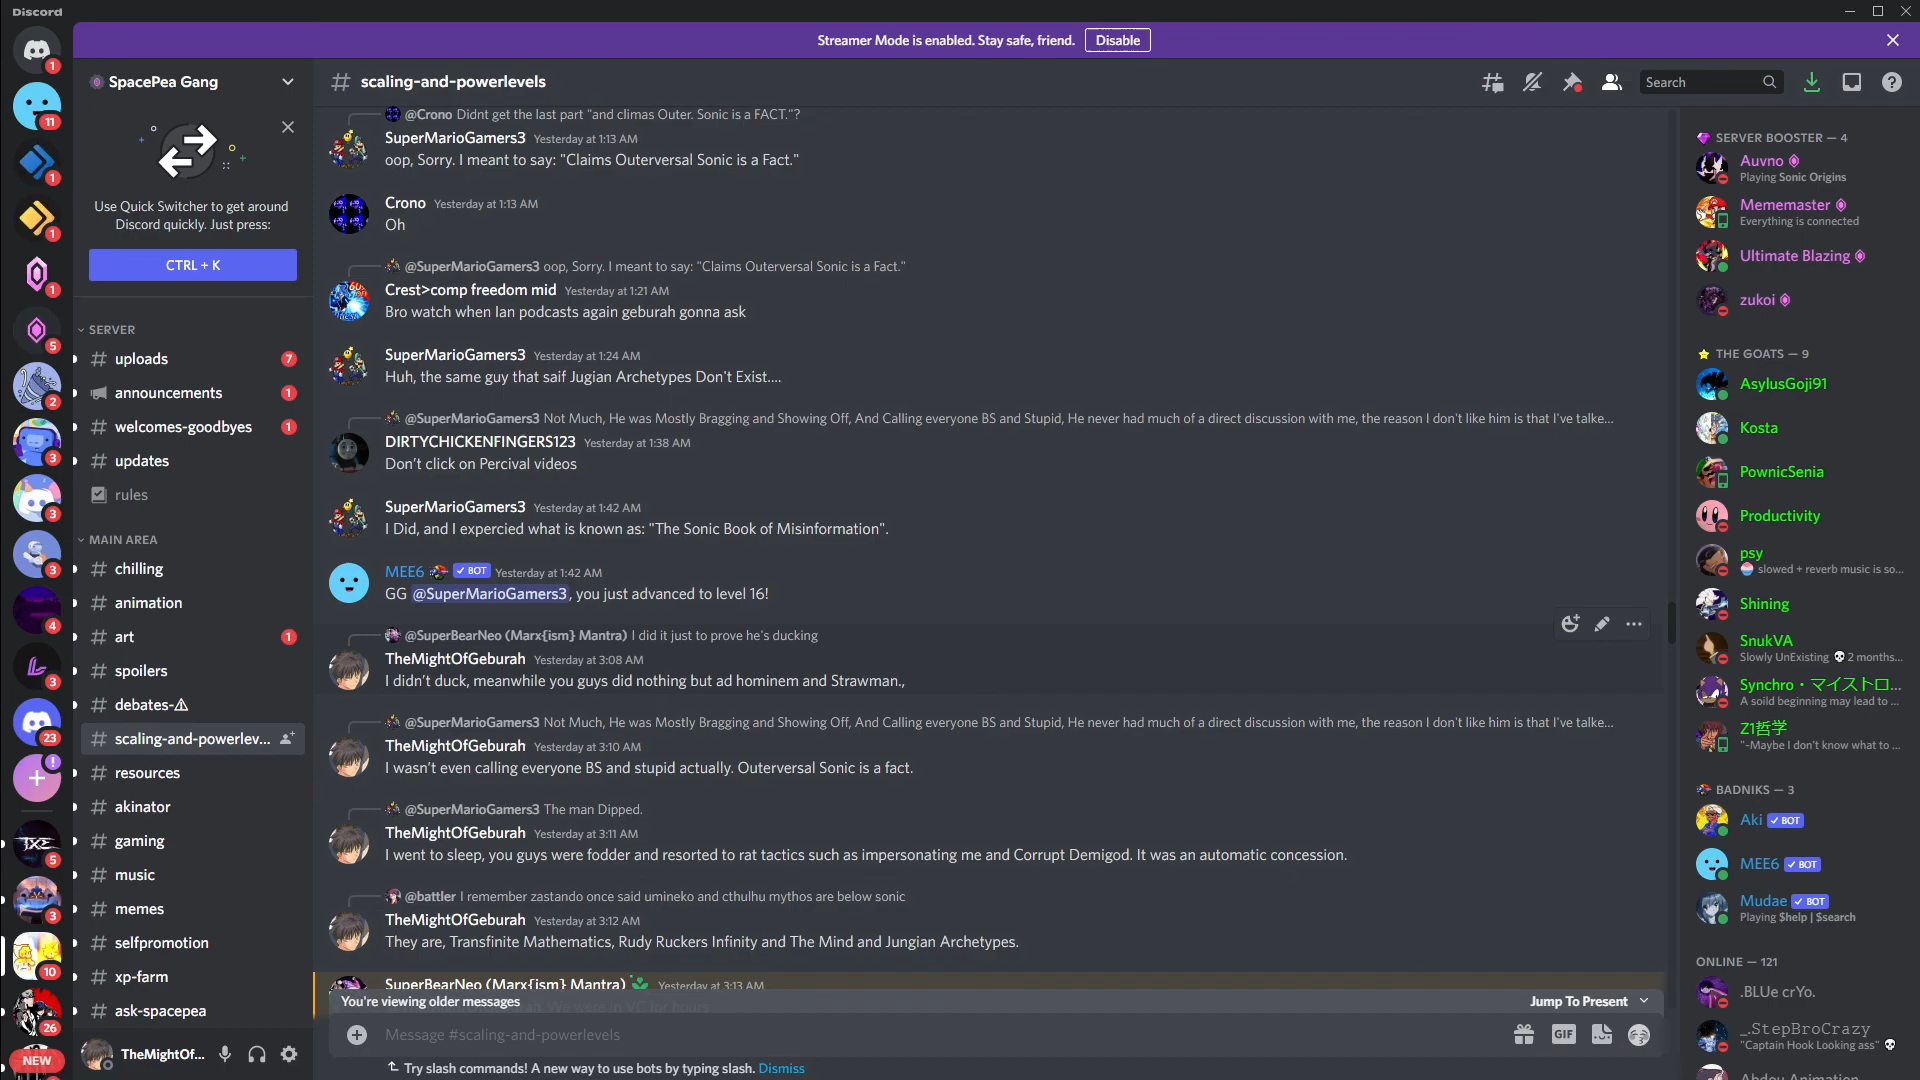 Discord
Streamer Mode is enabled. Stay safe, friend.
Disable
SpacePea Gang
Use Quick Switcher to get around
Discord quickly. Just press:
CTRL + K
SERVER
uploads 7
announcements 1
welcomes-goodbyes 1
updates
rules
MAIN AREA
chilling
animation
art 1
spoilers
debates-⚠
scaling-and-powerlev...
resources
akinator
gaming
music
memes
selfpromotion
xp-farm
ask-spacepea
TheMightOf...
1
11
1
1
1
5
2
3
3
3
4
3
23
5
3
10
26
NEW
# scaling-and-powerlevels
Search
@Crono Didnt get the last part "and climas Outer. Sonic is a FACT."?
SuperMarioGamers3 Yesterday at 1:13 AM
oop, Sorry. I meant to say: "Claims Outerversal Sonic is a Fact."
Crono Yesterday at 1:13 AM
Oh
@SuperMarioGamers3 oop, Sorry. I meant to say: "Claims Outerversal Sonic is a Fact."
Crest>comp freedom mid Yesterday at 1:21 AM
Bro watch when Ian podcasts again geburah gonna ask
SuperMarioGamers3 Yesterday at 1:24 AM
Huh, the same guy that saif Jugian Archetypes Don't Exist....
@SuperMarioGamers3 Not Much, He was Mostly Bragging and Showing Off, And Calling everyone BS and Stupid, He never had much of a direct discussion with me, the reason I don't like him is that I've talke...
DIRTYCHICKENFINGERS123 Yesterday at 1:38 AM
Don't click on Percival videos
SuperMarioGamers3 Yesterday at 1:42 AM
I Did, and I expercied what is known as: "The Sonic Book of Misinformation".
MEE6 ✓ BOT Yesterday at 1:42 AM
GG @SuperMarioGamers3, you just advanced to level 16!
@SuperBearNeo (Marx{ism} Mantra) I did it just to prove he's ducking
TheMightOfGeburah Yesterday at 3:08 AM
I didn't duck, meanwhile you guys did nothing but ad hominem and Strawman.,
@SuperMarioGamers3 Not Much, He was Mostly Bragging and Showing Off, And Calling everyone BS and Stupid, He never had much of a direct discussion with me, the reason I don't like him is that I've talke...
TheMightOfGeburah Yesterday at 3:10 AM
I wasn't even calling everyone BS and stupid actually. Outerversal Sonic is a fact.
@SuperMarioGamers3 The man Dipped.
TheMightOfGeburah Yesterday at 3:11 AM
I went to sleep, you guys were fodder and resorted to rat tactics such as impersonating me and Corrupt Demigod. It was an automatic concession.
@battler I remember zastando once said umineko and cthulhu mythos are below sonic
TheMightOfGeburah Yesterday at 3:12 AM
They are, Transfinite Mathematics, Rudy Ruckers Infinity and The Mind and Jungian Archetypes.
SuperBearNeo (Marx{ism} Mantra) Yesterday at 3:13 AM
You're viewing older messages
Jump To Present
Message #scaling-and-powerlevels
GIF
Try slash commands! A new way to use bots by typing slash. Dismiss
SERVER BOOSTER — 4
Auvno
Playing Sonic Origins
Mememaster
Everything is connected
Ultimate Blazing
zukoi
THE GOATS — 9
AsylusGoji91
Kosta
PownicSenia
Productivity
psy
slowed + reverb music is so...
Shining
SnukVA
Slowly UnExisting 💀 2 months...
Synchro・マイストロ...
A soild beginning may lead to ...
Z1哲学
"-Maybe I don't know what to ...
BADNIKS — 3
Aki ✓ BOT
MEE6 ✓ BOT
Mudae ✓ BOT
Playing $help | $search
ONLINE — 121
.BLUe crYo.
_.StepBroCrazy
"Captain Hook Looking ass" 💀
Abdou Animation